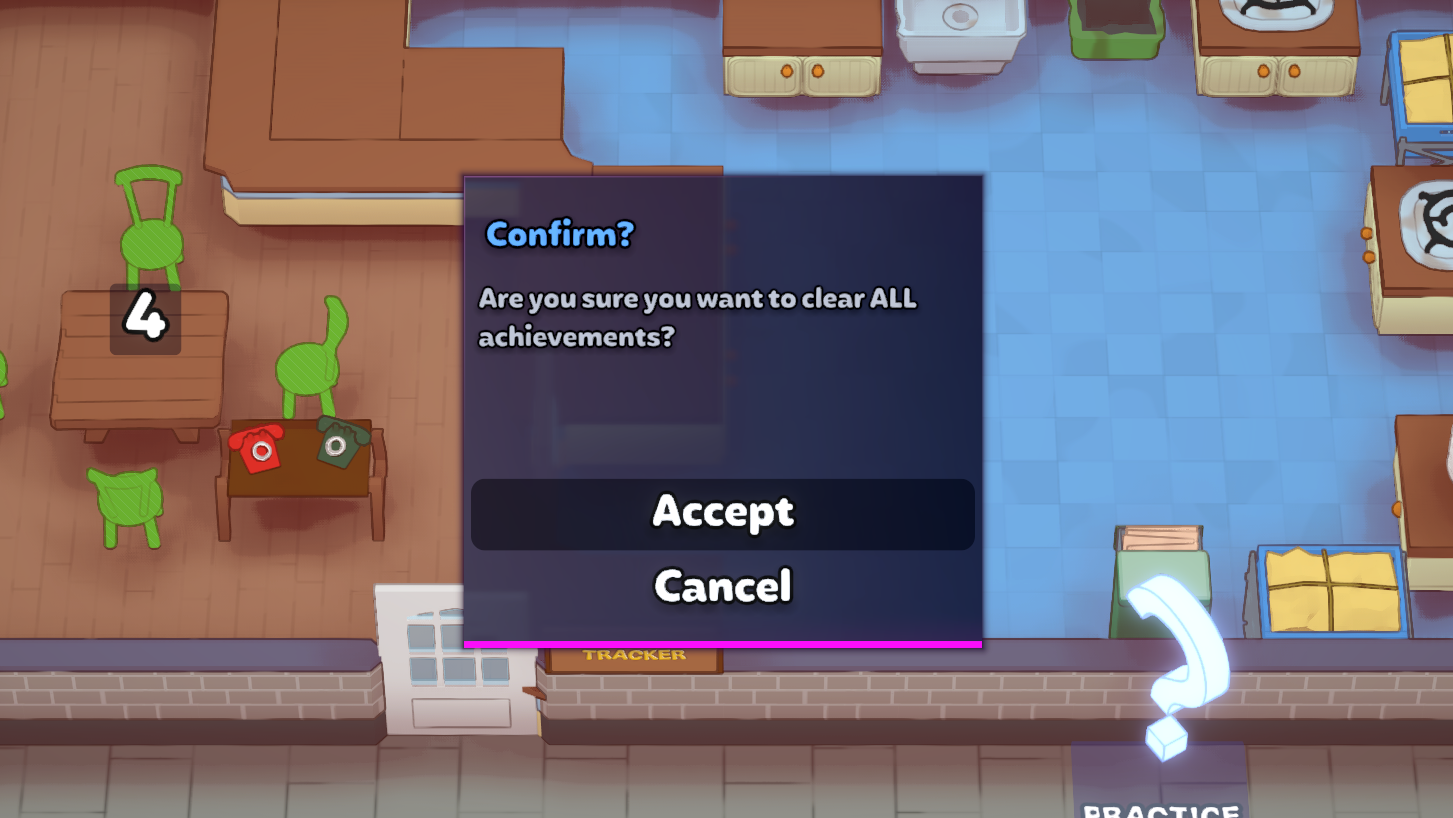 4
Confirm?
Are you sure you want to clear ALL
achievements?
Accept
Cancel
TRACKER
PRACTICE